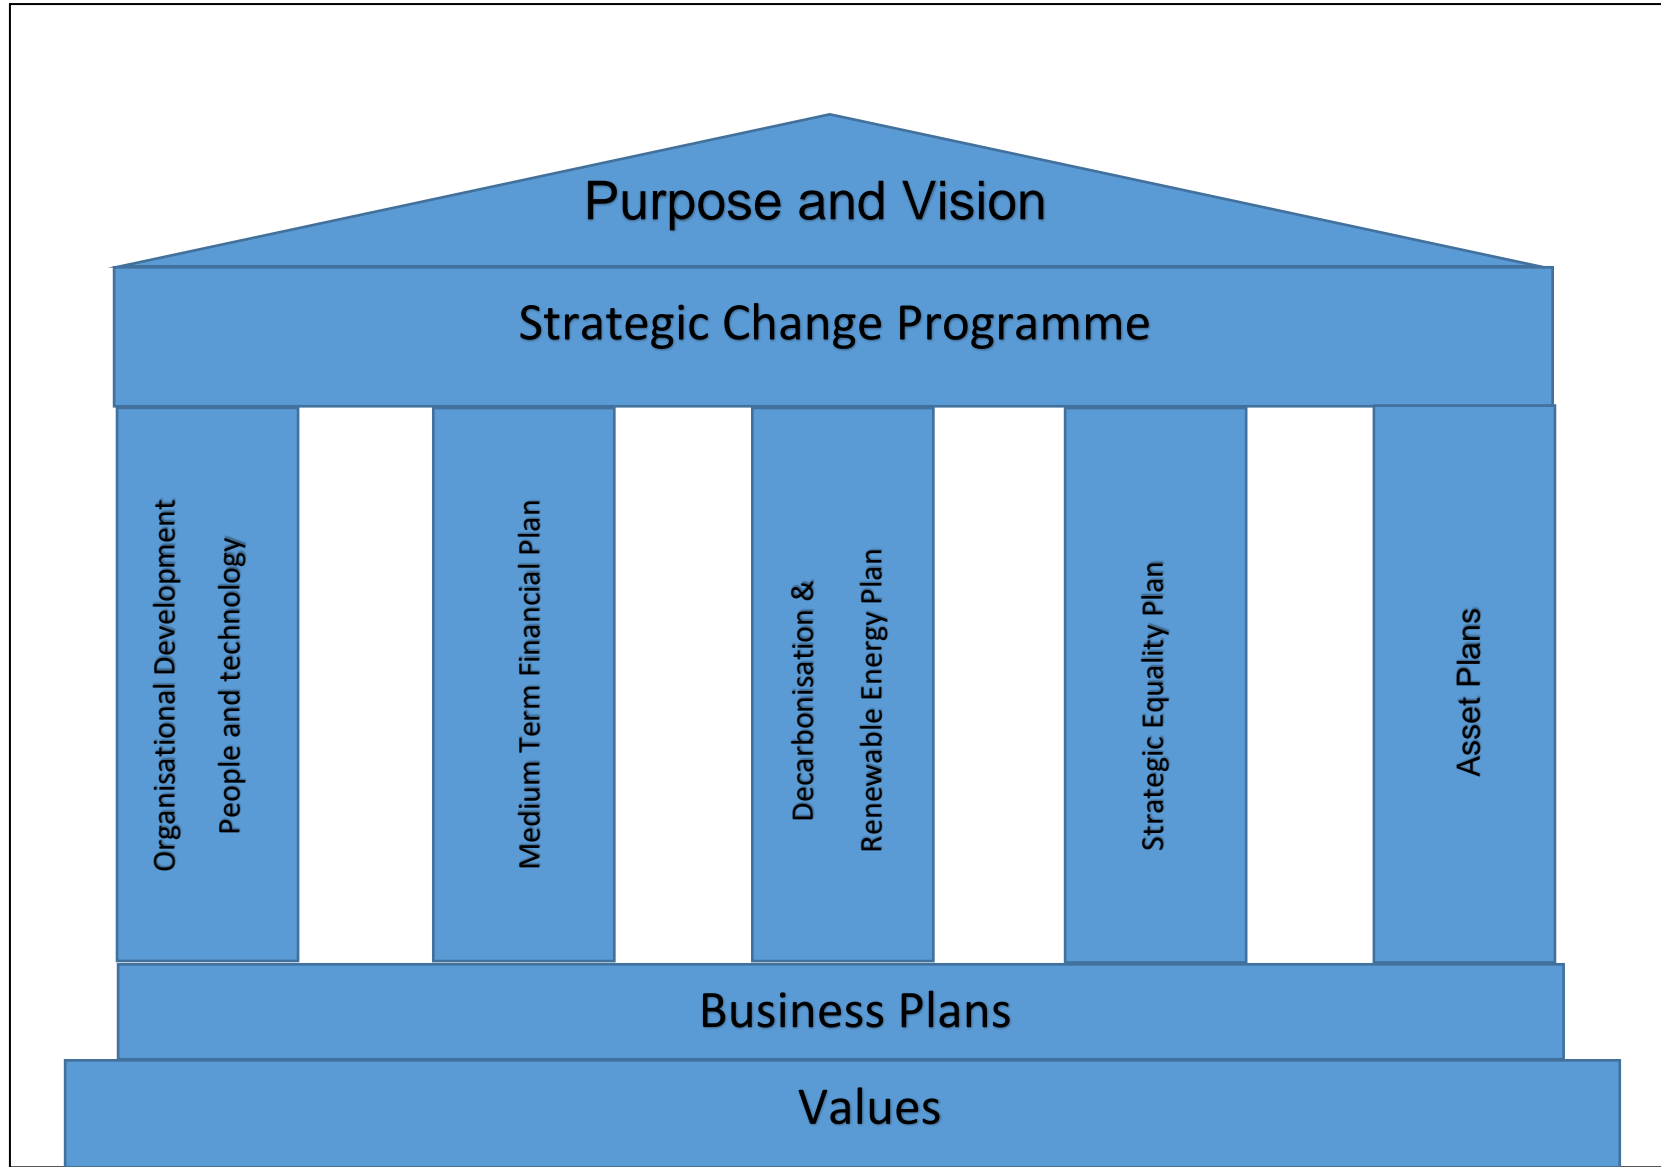 Purpose and Vision
Strategic Change Programme
Organisational Development
People and technology
Medium Term Financial Plan
Decarbonisation &
Renewable Energy Plan
Strategic Equality Plan
Asset Plans
Business Plans
Values